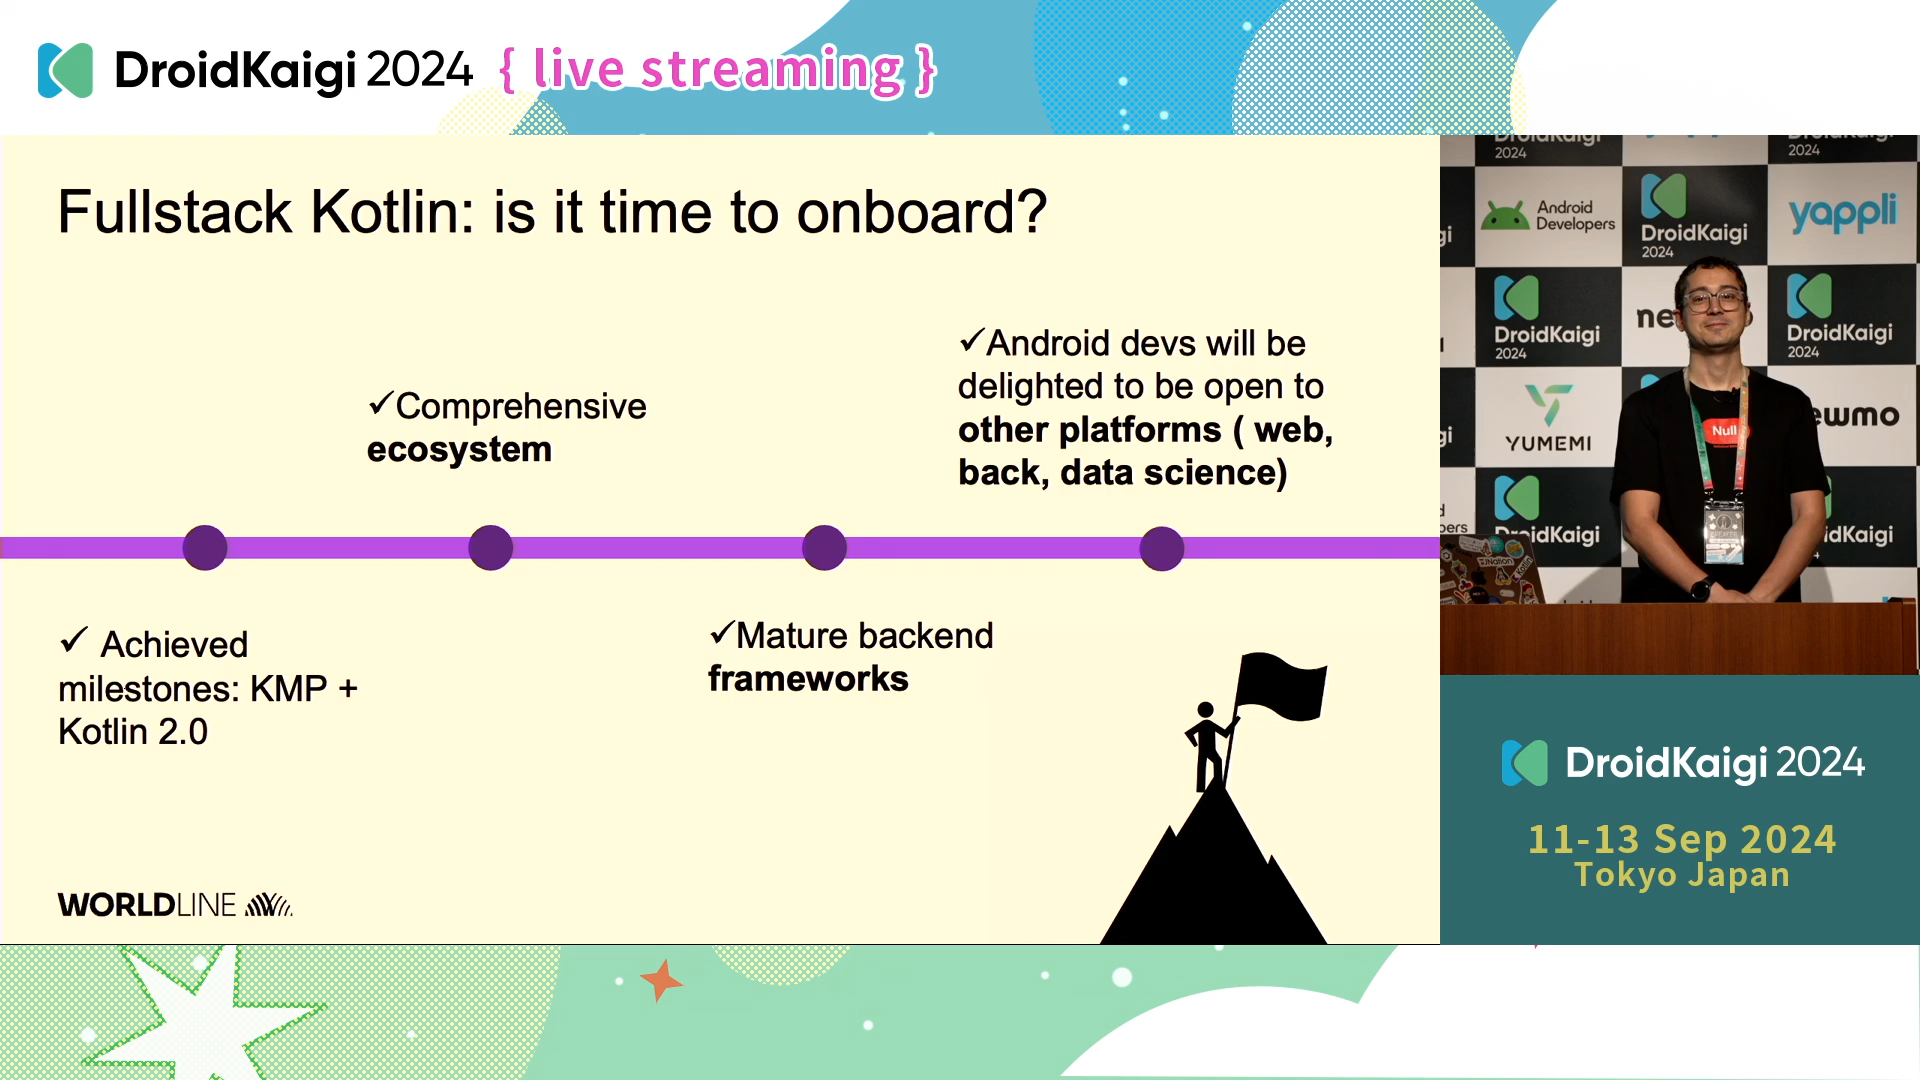 DroidKaigi 2024 { live streaming }
Fullstack Kotlin: is it time to onboard?
✓Comprehensive
ecosystem
✓Android devs will be
delighted to be open to
other platforms ( web,
back, data science)
✓ Achieved
milestones: KMP +
Kotlin 2.0
✓Mature backend
frameworks
WORLDLINE
2024
2024
Android
Developers
DroidKaigi
2024
yappli
DroidKaigi
2024
DroidKaigi
2024
YUMEMI
Null
DroidKaigi
DroidKaigi 2024
11-13 Sep 2024
Tokyo Japan